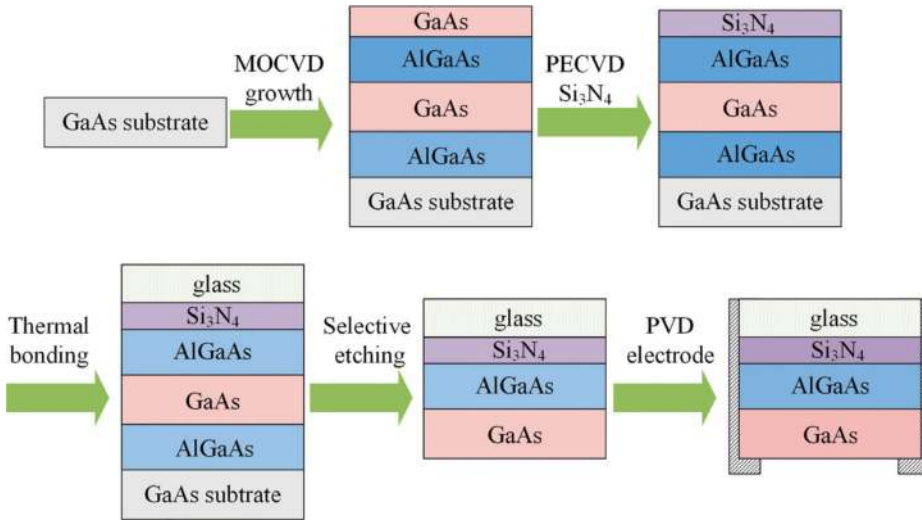 GaAs substrate
MOCVD
growth
GaAs
AlGaAs
GaAs
AlGaAs
GaAs substrate
PECVD
Si₃N₄
Si₃N₄
AlGaAs
GaAs
AlGaAs
GaAs substrate
Thermal
bonding
glass
Si₃N₄
AlGaAs
GaAs
AlGaAs
GaAs subtrate
Selective
etching
glass
Si₃N₄
AlGaAs
GaAs
PVD
electrode
glass
Si₃N₄
AlGaAs
GaAs